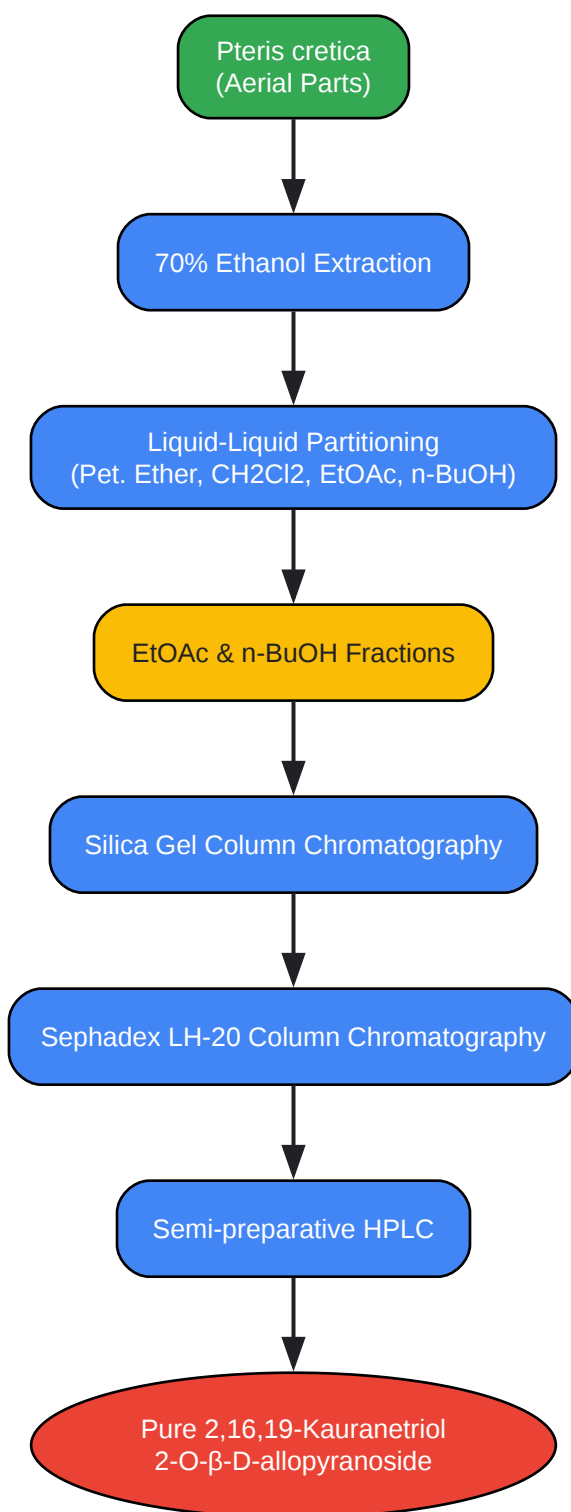 Pteris cretica
(Aerial Parts)
70% Ethanol Extraction
Liquid-Liquid Partitioning
(Pet. Ether, CH2Cl2, EtOAc, n-BuOH)
EtOAc & n-BuOH Fractions
Silica Gel Column Chromatography
Sephadex LH-20 Column Chromatography
Semi-preparative HPLC
Pure 2,16,19-Kauranetriol
2-O-β-D-allopyranoside